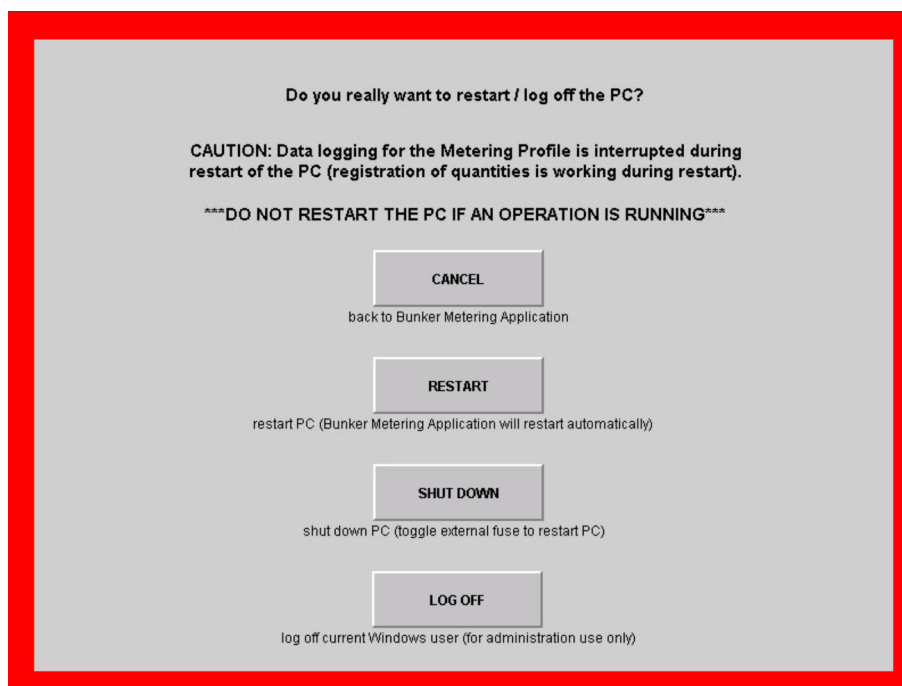 Do you really want to restart / log off the PC?
CAUTION: Data logging for the Metering Profile is interrupted during
restart of the PC (registration of quantities is working during restart).
***DO NOT RESTART THE PC IF AN OPERATION IS RUNNING***
CANCEL
back to Bunker Metering Application
RESTART
restart PC (Bunker Metering Application will restart automatically)
SHUT DOWN
shut down PC (toggle external fuse to restart PC)
LOG OFF
log off current Windows user (for administration use only)